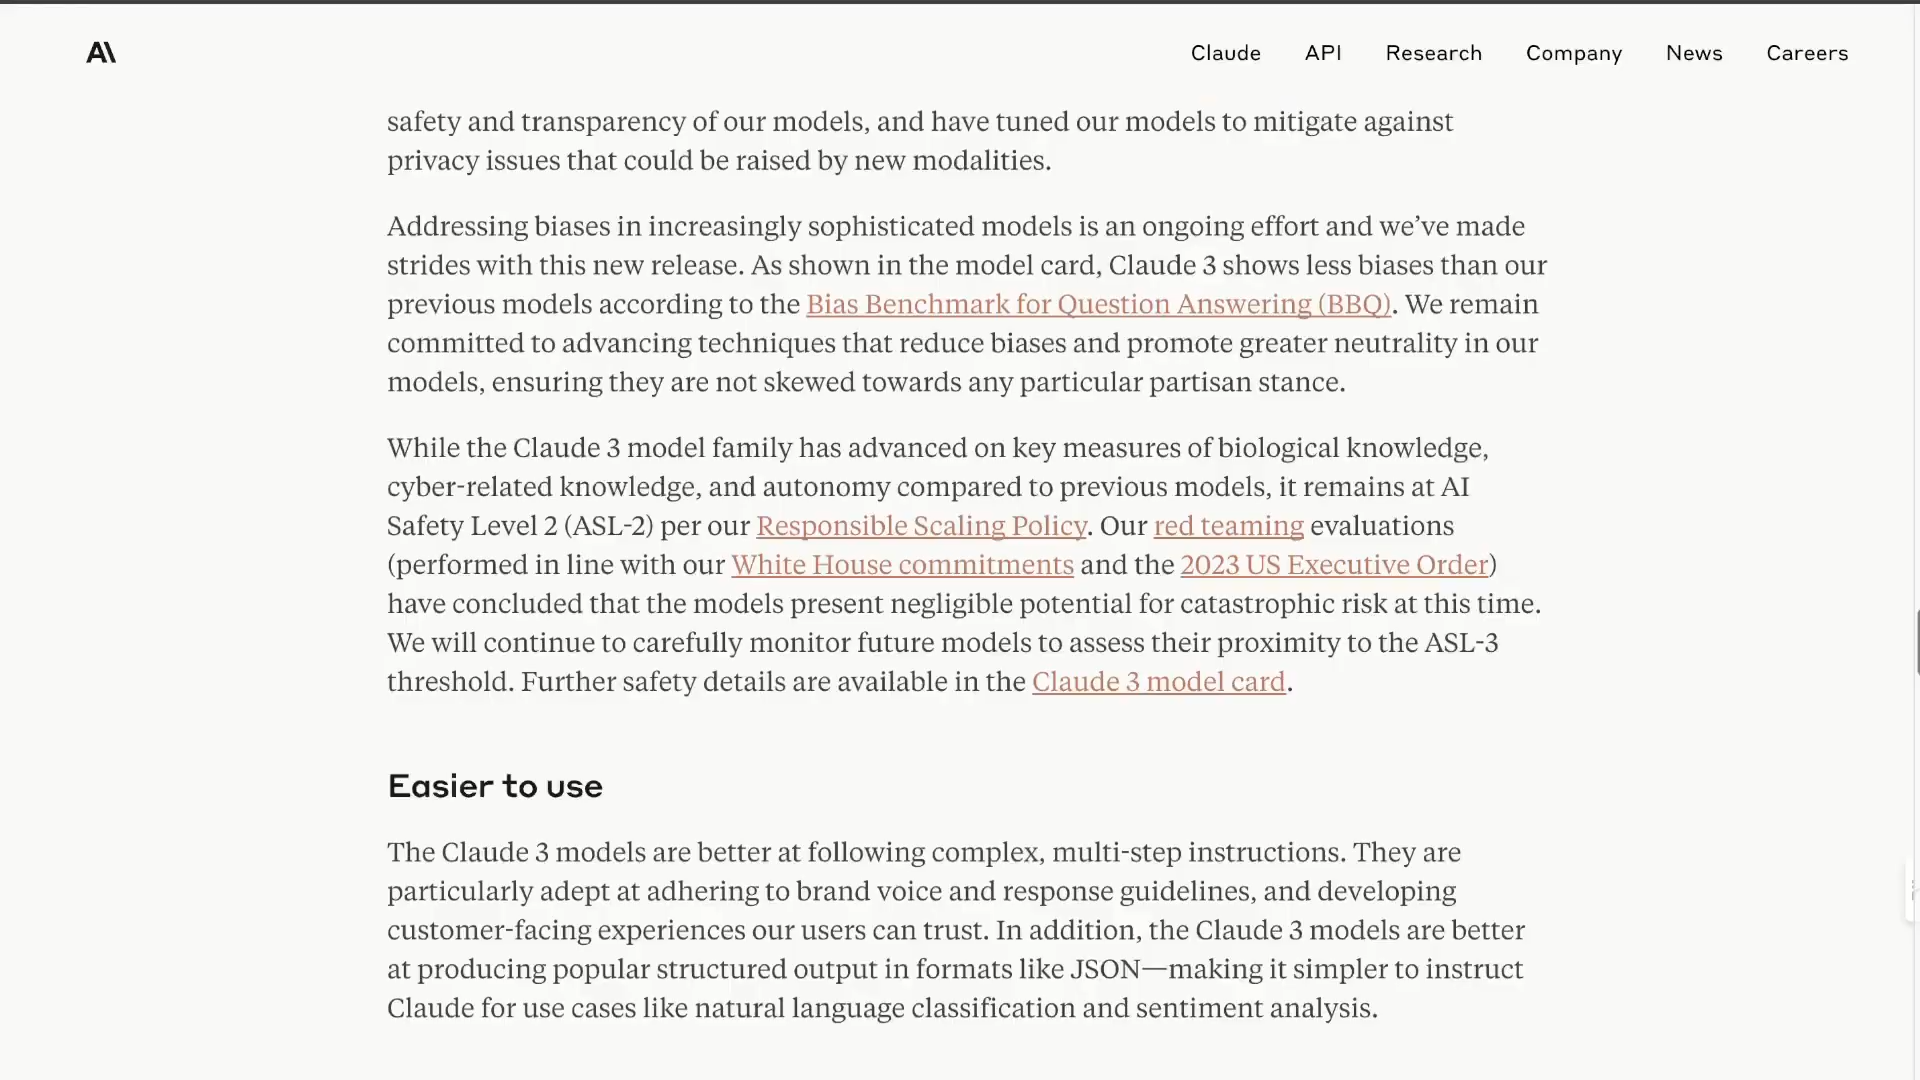 A\
Claude API Research Company News Careers
safety and transparency of our models, and have tuned our models to mitigate against
privacy issues that could be raised by new modalities.
Addressing biases in increasingly sophisticated models is an ongoing effort and we’ve made
strides with this new release. As shown in the model card, Claude 3 shows less biases than our
previous models according to the Bias Benchmark for Question Answering (BBQ). We remain
committed to advancing techniques that reduce biases and promote greater neutrality in our
models, ensuring they are not skewed towards any particular partisan stance.
While the Claude 3 model family has advanced on key measures of biological knowledge,
cyber-related knowledge, and autonomy compared to previous models, it remains at AI
Safety Level 2 (ASL-2) per our Responsible Scaling Policy. Our red teaming evaluations
(performed in line with our White House commitments and the 2023 US Executive Order)
have concluded that the models present negligible potential for catastrophic risk at this time.
We will continue to carefully monitor future models to assess their proximity to the ASL-3
threshold. Further safety details are available in the Claude 3 model card.
Easier to use
The Claude 3 models are better at following complex, multi-step instructions. They are
particularly adept at adhering to brand voice and response guidelines, and developing
customer-facing experiences our users can trust. In addition, the Claude 3 models are better
at producing popular structured output in formats like JSON—making it simpler to instruct
Claude for use cases like natural language classification and sentiment analysis.